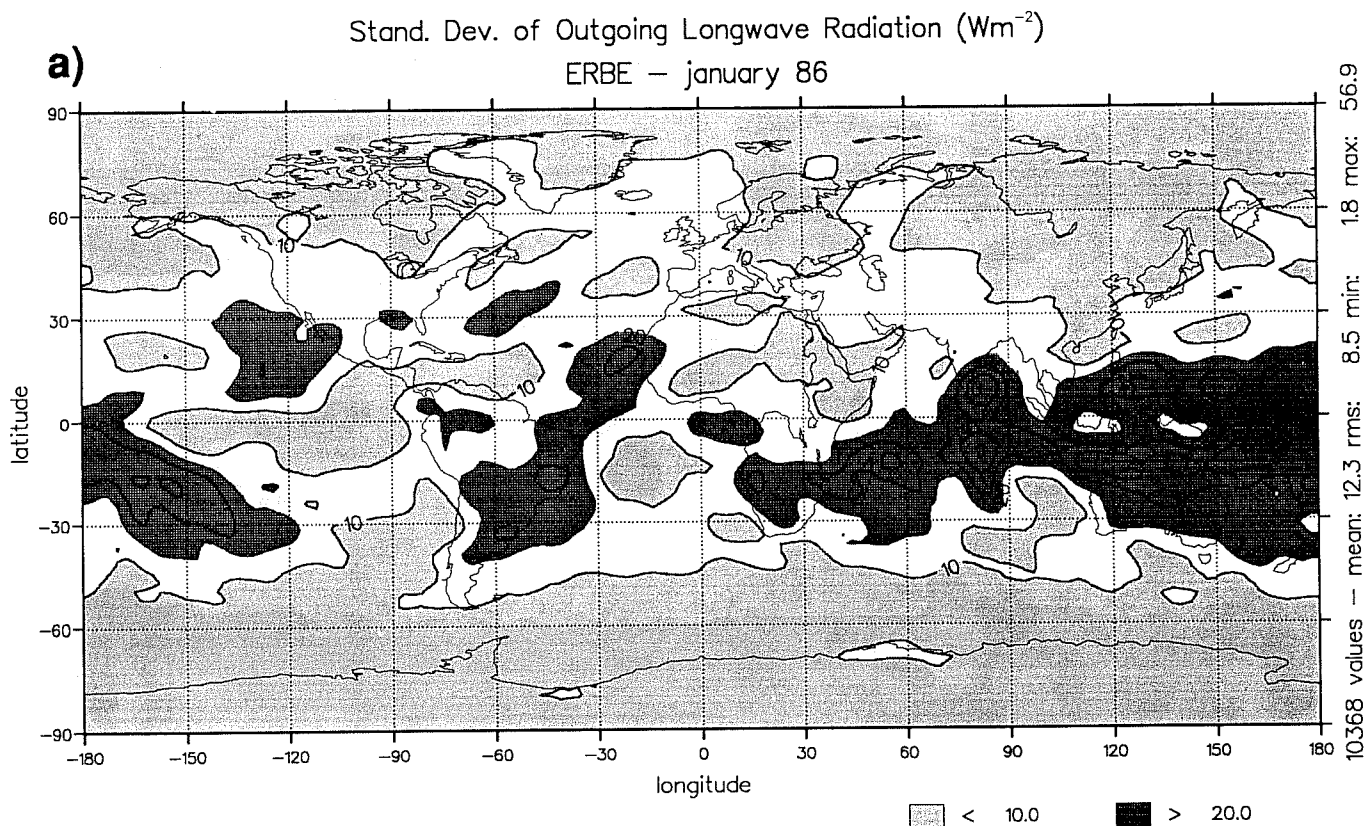 Stand. Dev. of Outgoing Longwave Radiation (Wm⁻²)
a)
ERBE – january 86
90
60
30
0
−30
−60
−90
latitude
−180 −150 −120 −90 −60 −30 0 30 60 90 120 150 180
longitude
10
10
10
10
10
10
10368 values – mean: 12.3 rms: 8.5 min: 1.8 max: 56.9
< 10.0 > 20.0